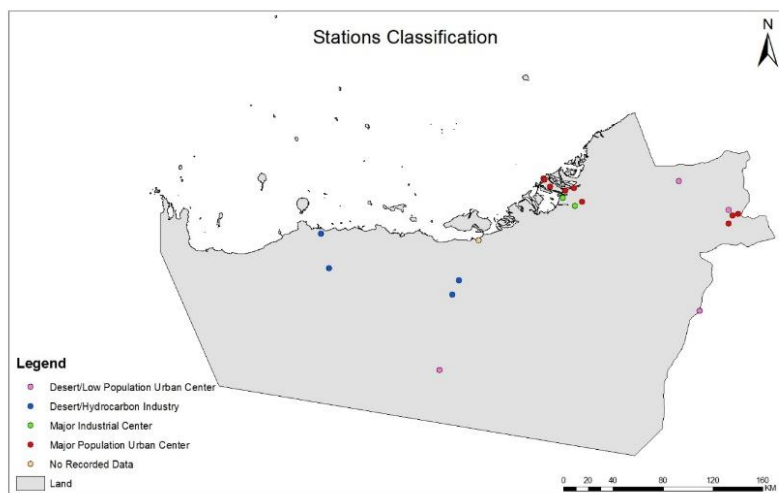 Stations Classification
N
Legend
Desert/Low Population Urban Center
Desert/Hydrocarbon Industry
Major Industrial Center
Major Population Urban Center
No Recorded Data
Land
0 20 40 80 120 160
KM